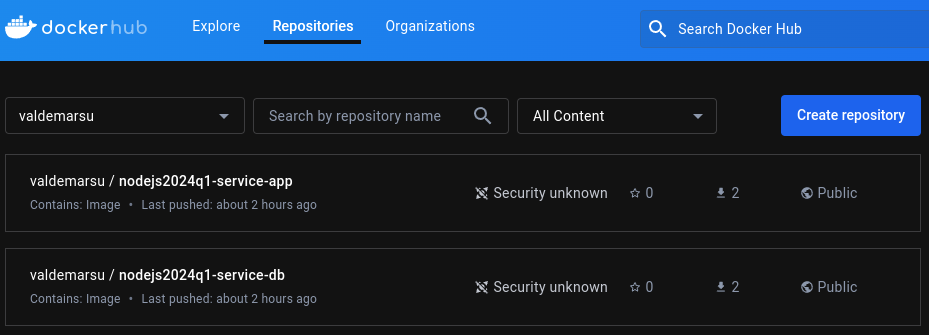 dockerhub
Explore Repositories Organizations
Search Docker Hub
valdemarsu
Search by repository name
All Content
Create repository
valdemarsu / nodejs2024q1-service-app
Contains: Image • Last pushed: about 2 hours ago
Security unknown
0
2
Public
valdemarsu / nodejs2024q1-service-db
Contains: Image • Last pushed: about 2 hours ago
Security unknown
0
2
Public